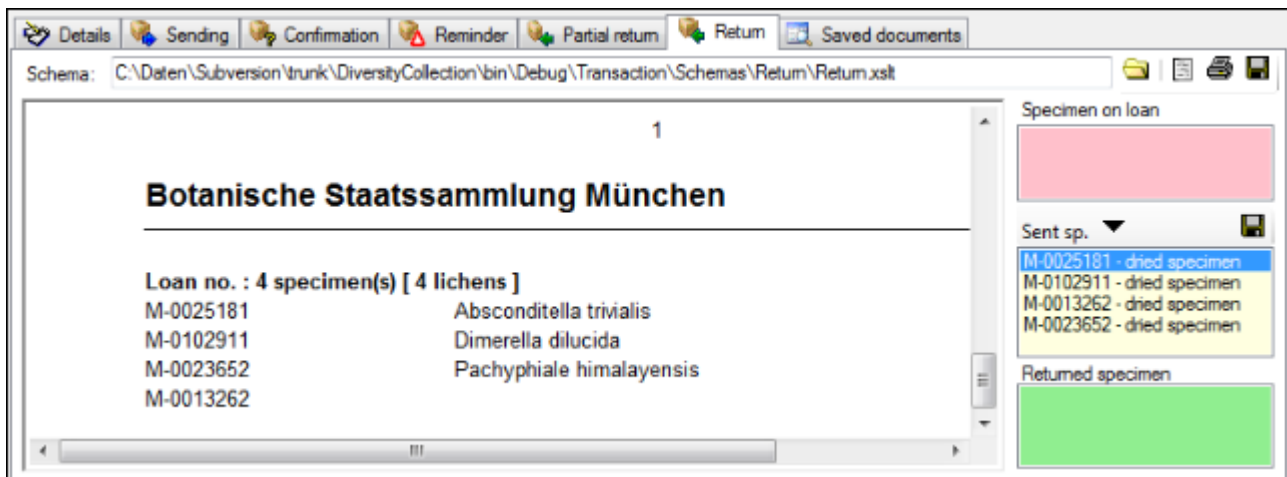 Details Sending Confirmation Reminder Partial return Return Saved documents
Schema: C:\Daten\Subversion\trunk\DiversityCollection\bin\Debug\Transaction\Schemas\Return\Return.xslt
1
Botanische Staatssammlung München
Loan no. : 4 specimen(s) [ 4 lichens ]
M-0025181 Absconditella trivialis
M-0102911 Dimerella dilucida
M-0023652 Pachyphiale himalayensis
M-0013262
Specimen on loan
Sent sp.
M-0025181 - dried specimen
M-0102911 - dried specimen
M-0013262 - dried specimen
M-0023652 - dried specimen
Returned specimen